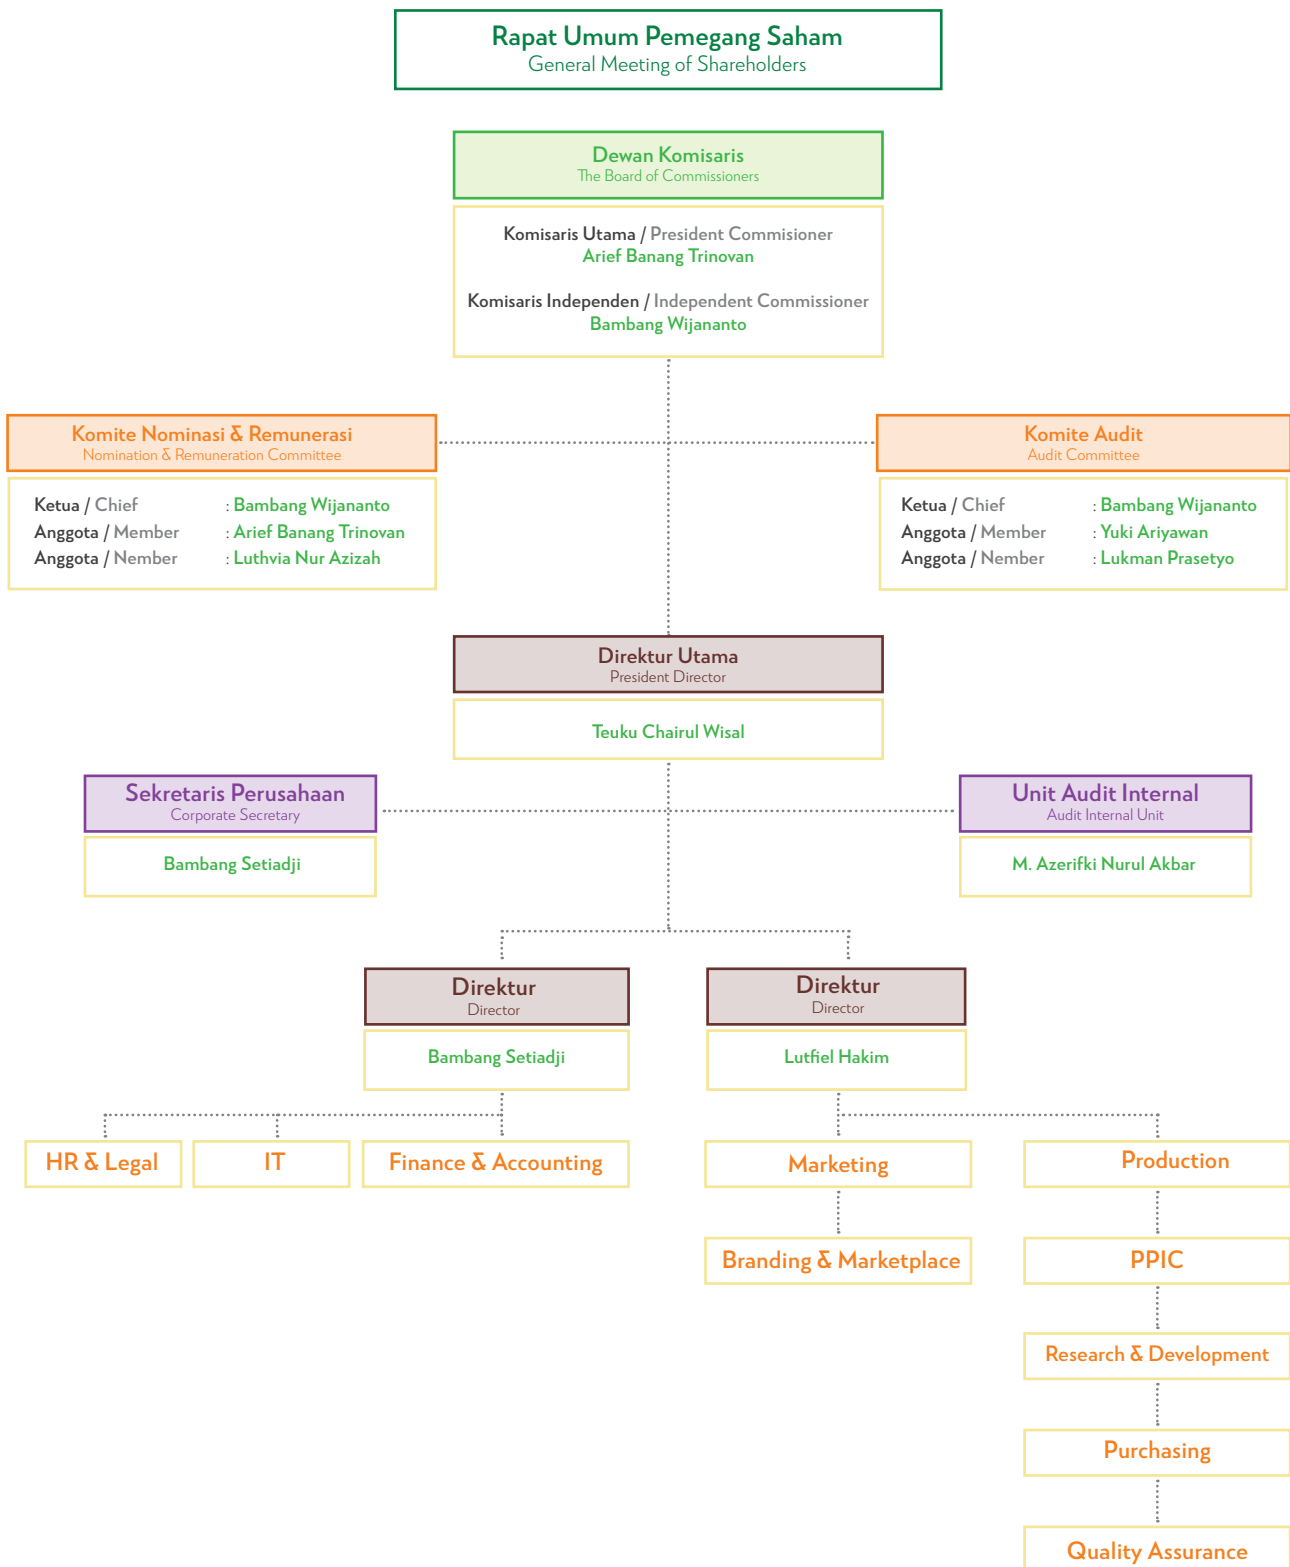 Rapat Umum Pemegang Saham
General Meeting of Shareholders
Dewan Komisaris
The Board of Commissioners
Komisaris Utama / President Commisioner
Arief Banang Trinovan
Komisaris Independen / Independent Commissioner
Bambang Wijananto
Komite Nominasi & Remunerasi
Nomination & Remuneration Committee
Ketua / Chief : Bambang Wijananto
Anggota / Member : Arief Banang Trinovan
Anggota / Nember : Luthvia Nur Azizah
Komite Audit
Audit Committee
Ketua / Chief : Bambang Wijananto
Anggota / Member : Yuki Ariyawan
Anggota / Nember : Lukman Prasetyo
Direktur Utama
President Director
Teuku Chairul Wisal
Sekretaris Perusahaan
Corporate Secretary
Bambang Setiadji
Unit Audit Internal
Audit Internal Unit
M. Azerifki Nurul Akbar
Direktur
Director
Bambang Setiadji
Direktur
Director
Lutfiel Hakim
HR & Legal
IT
Finance & Accounting
Marketing
Production
Branding & Marketplace
PPIC
Research & Development
Purchasing
Quality Assurance